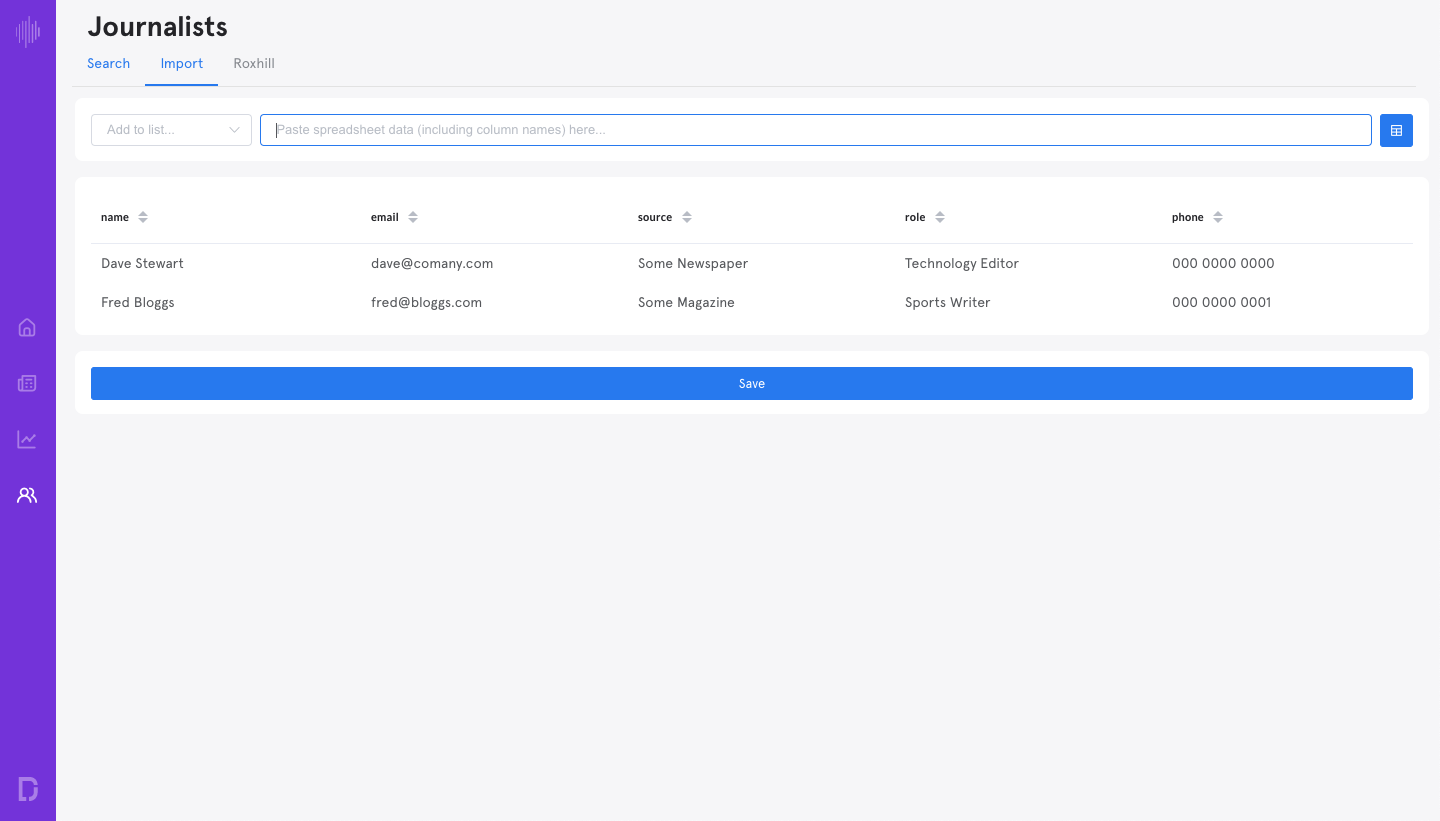 Journalists
Search Import Roxhill
Add to list... Paste spreadsheet data (including column names) here...
name email source role phone
Dave Stewart dave@comany.com Some Newspaper Technology Editor 000 0000 0000
Fred Bloggs fred@bloggs.com Some Magazine Sports Writer 000 0000 0001
Save